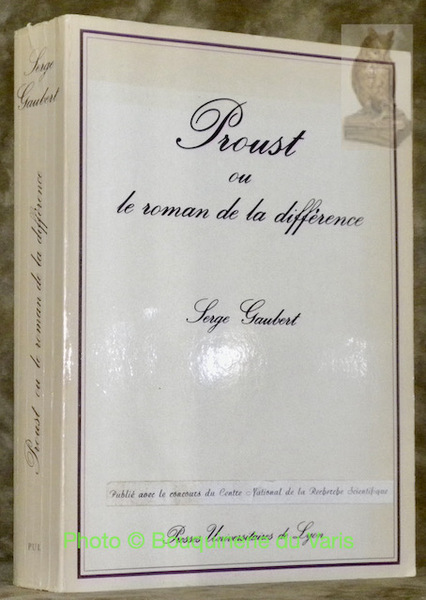 Proust
ou
le roman de la différence
Serge Gaubert
Publié avec le concours du Centre National de la Recherche Scientifique
Presses Universitaires de Lyon
Serge
Gaubert
Proust ou le roman de la différence
Photo © Bouquinerie du Varis